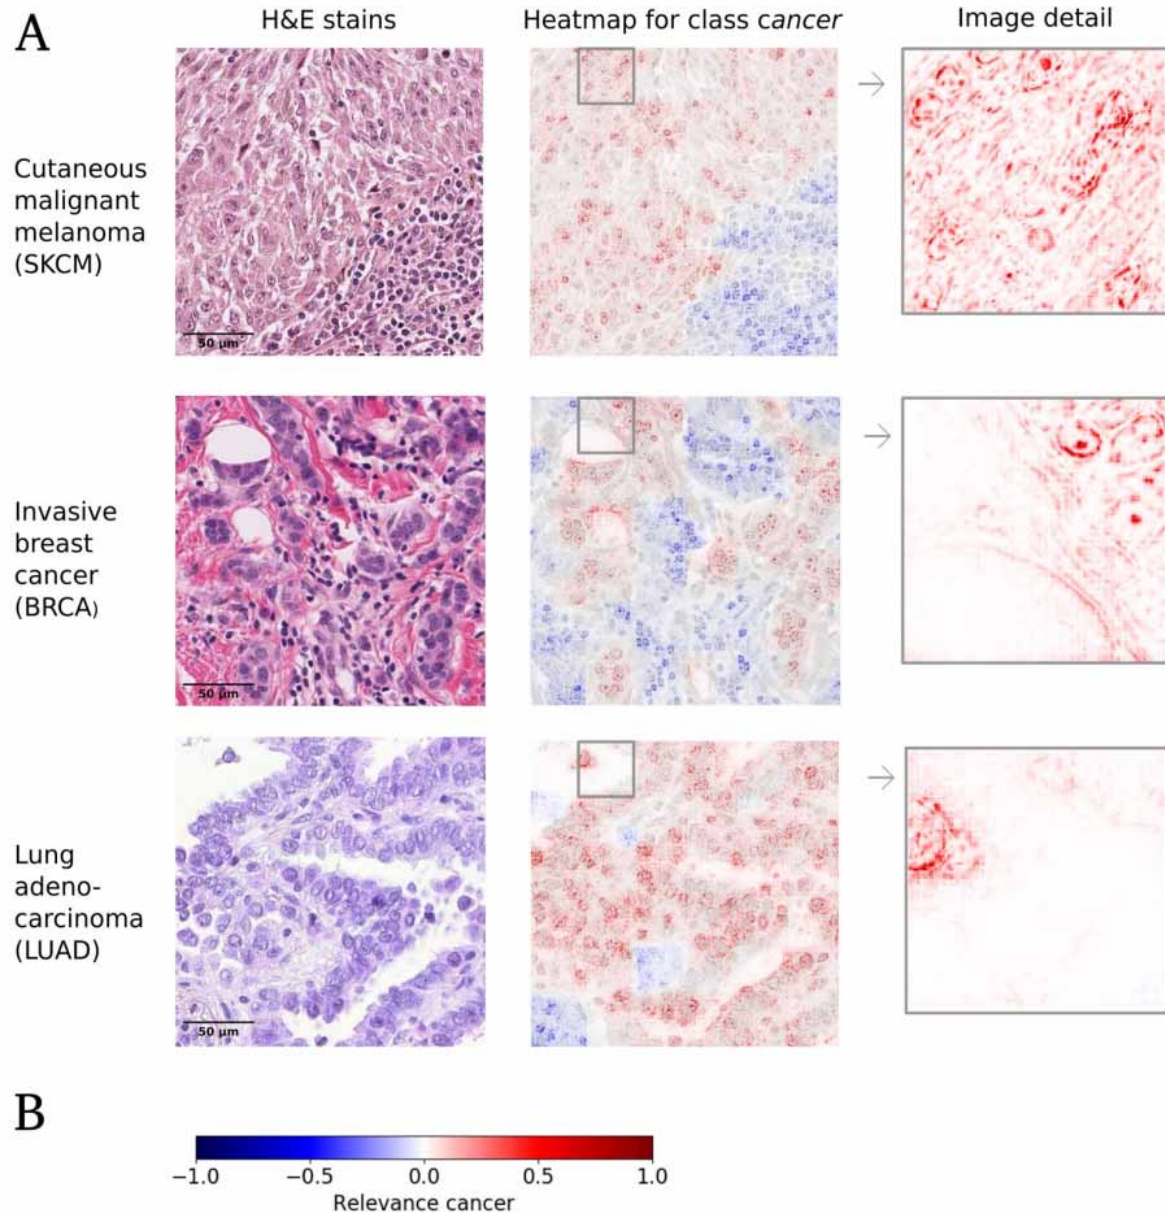 A
H&E stains
Heatmap for class cancer
Image detail
Cutaneous
malignant
melanoma
(SKCM)
50 μm
Invasive
breast
cancer
(BRCA)
50 μm
Lung
adeno-
carcinoma
(LUAD)
50 μm
B
−1.0
−0.5
0.0
0.5
1.0
Relevance cancer